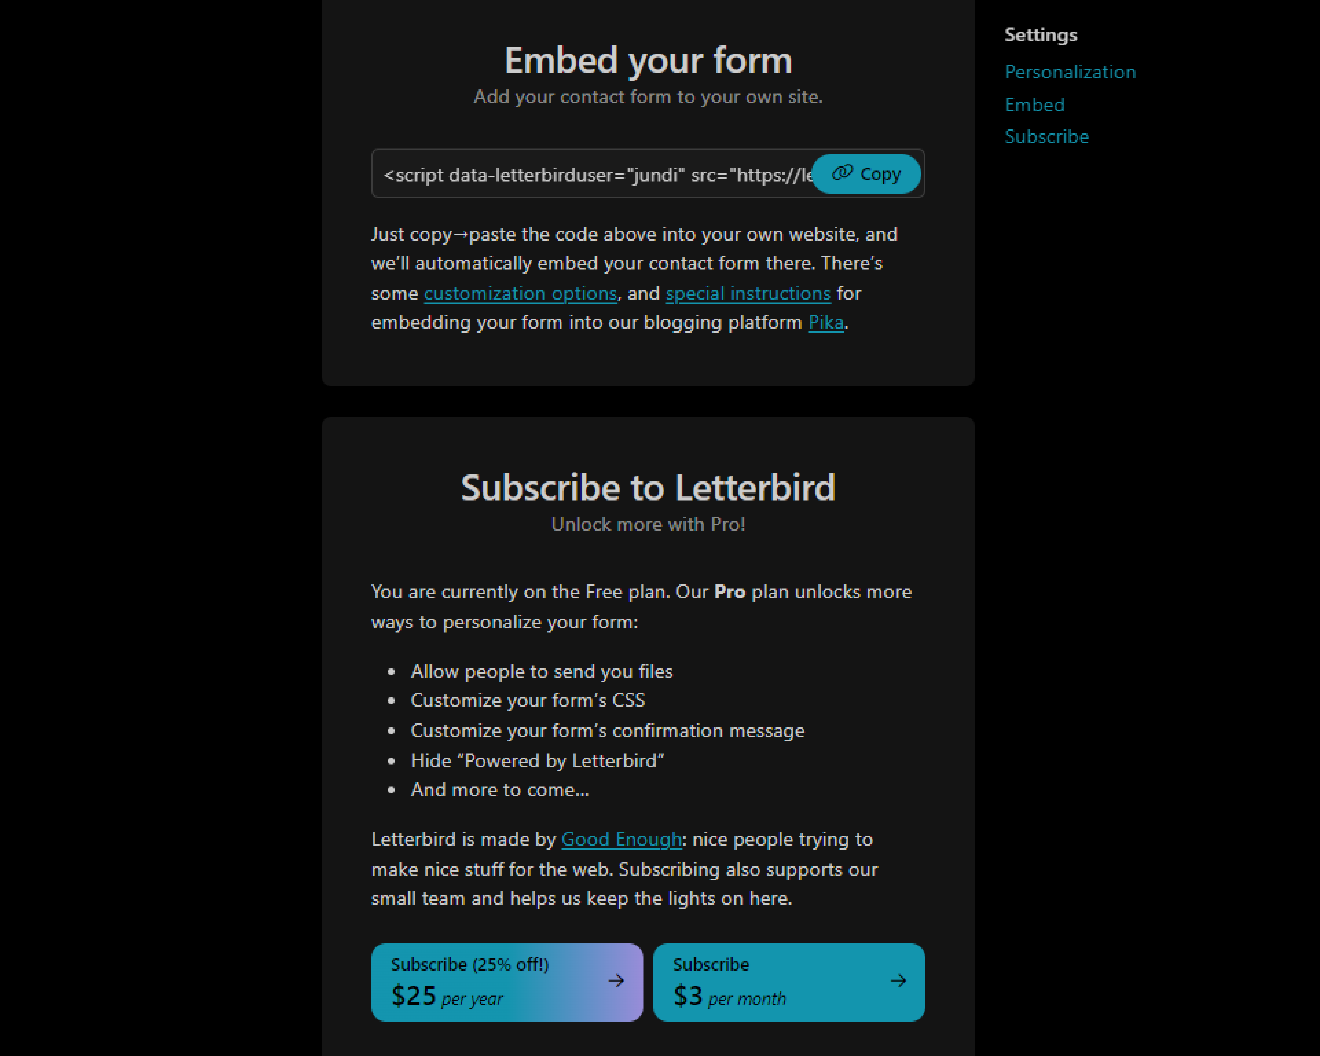 Embed your form
Add your contact form to your own site.
<script data-letterbirduser="jundi" src="https://le
Copy
Just copy→paste the code above into your own website, and
we’ll automatically embed your contact form there. There’s
some customization options, and special instructions for
embedding your form into our blogging platform Pika.
Subscribe to Letterbird
Unlock more with Pro!
You are currently on the Free plan. Our Pro plan unlocks more
ways to personalize your form:
• Allow people to send you files
• Customize your form’s CSS
• Customize your form’s confirmation message
• Hide “Powered by Letterbird”
• And more to come…
Letterbird is made by Good Enough: nice people trying to
make nice stuff for the web. Subscribing also supports our
small team and helps us keep the lights on here.
Subscribe (25% off!)
$25 per year
→
Subscribe
$3 per month
→
Settings
Personalization
Embed
Subscribe